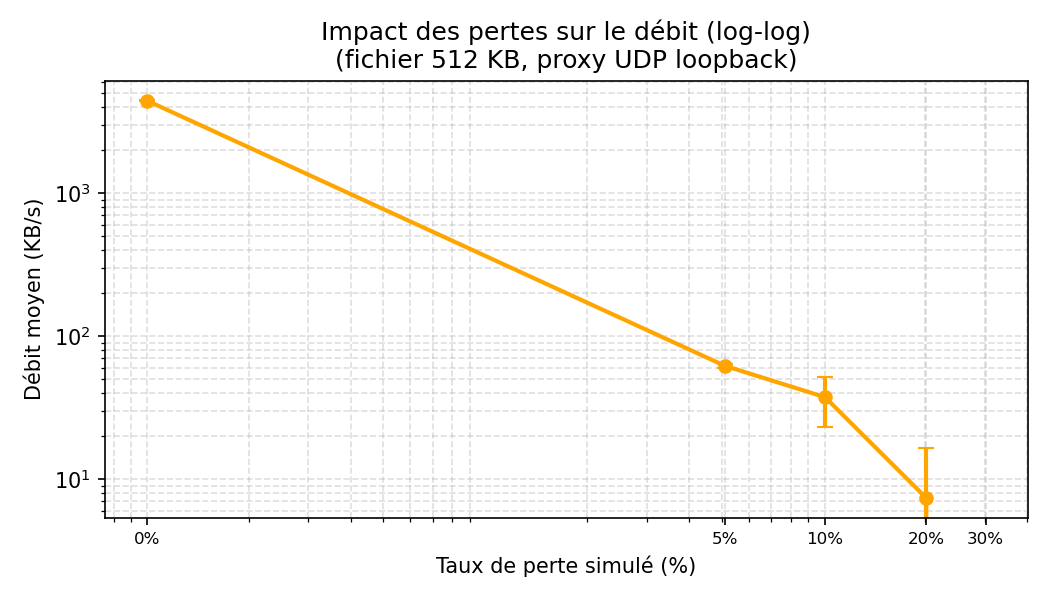 Impact des pertes sur le débit (log-log)
(fichier 512 KB, proxy UDP loopback)
Débit moyen (KB/s)
10³
10²
10¹
0% 5% 10% 20% 30%
Taux de perte simulé (%)